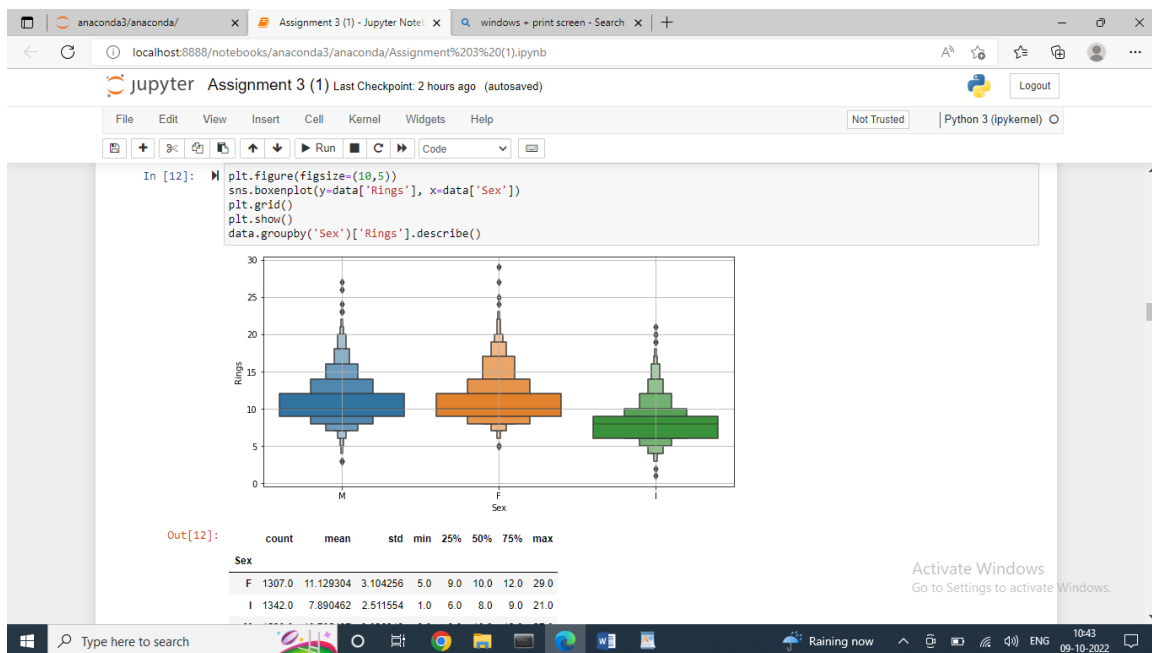 anaconda3/anaconda/
Assignment 3 (1) - Jupyter Noteb
windows + print screen - Search
localhost:8888/notebooks/anaconda3/anaconda/Assignment%203%20(1).ipynb
jupyter Assignment 3 (1) Last Checkpoint: 2 hours ago (autosaved)
Logout
File Edit View Insert Cell Kernel Widgets Help
Not Trusted
Python 3 (ipykernel)
Run
Code
In [12]:
plt.figure(figsize=(10,5))
sns.boxenplot(y=data['Rings'], x=data['Sex'])
plt.grid()
plt.show()
data.groupby('Sex')['Rings'].describe()
30
25
20
15
10
5
0
Rings
M F I
Sex
Out[12]:
count mean std min 25% 50% 75% max
Sex
F 1307.0 11.129304 3.104256 5.0 9.0 10.0 12.0 29.0
I 1342.0 7.890462 2.511554 1.0 6.0 8.0 9.0 21.0
Activate Windows
Go to Settings to activate Windows.
Type here to search
Raining now
ENG
10:43
09-10-2022